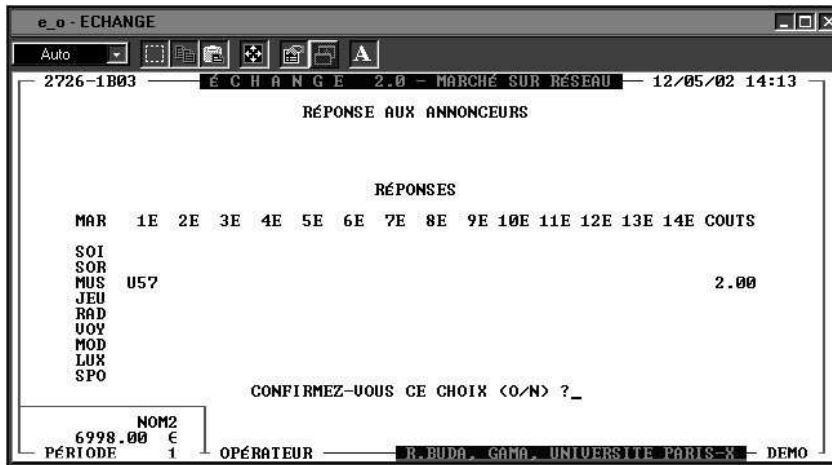 e_o - ECHANGE
Auto
A
2726-1B03 É C H A N G E 2.0 - MARCHÉ SUR RÉSEAU 12/05/02 14:13
RÉPONSE AUX ANNONCEURS
RÉPONSES
MAR 1E 2E 3E 4E 5E 6E 7E 8E 9E 10E 11E 12E 13E 14E COUTS
SOI
SOR
MUS U57 2.00
JEU
RAD
VOY
MOD
LUX
SPO
CONFIRMEZ-VOUS CE CHOIX (O/N) ?_
NOM2
6998.00 €
PÉRIODE 1 OPÉRATEUR R.BUDA, GAMA, UNIVERSITE PARIS-X DEMO